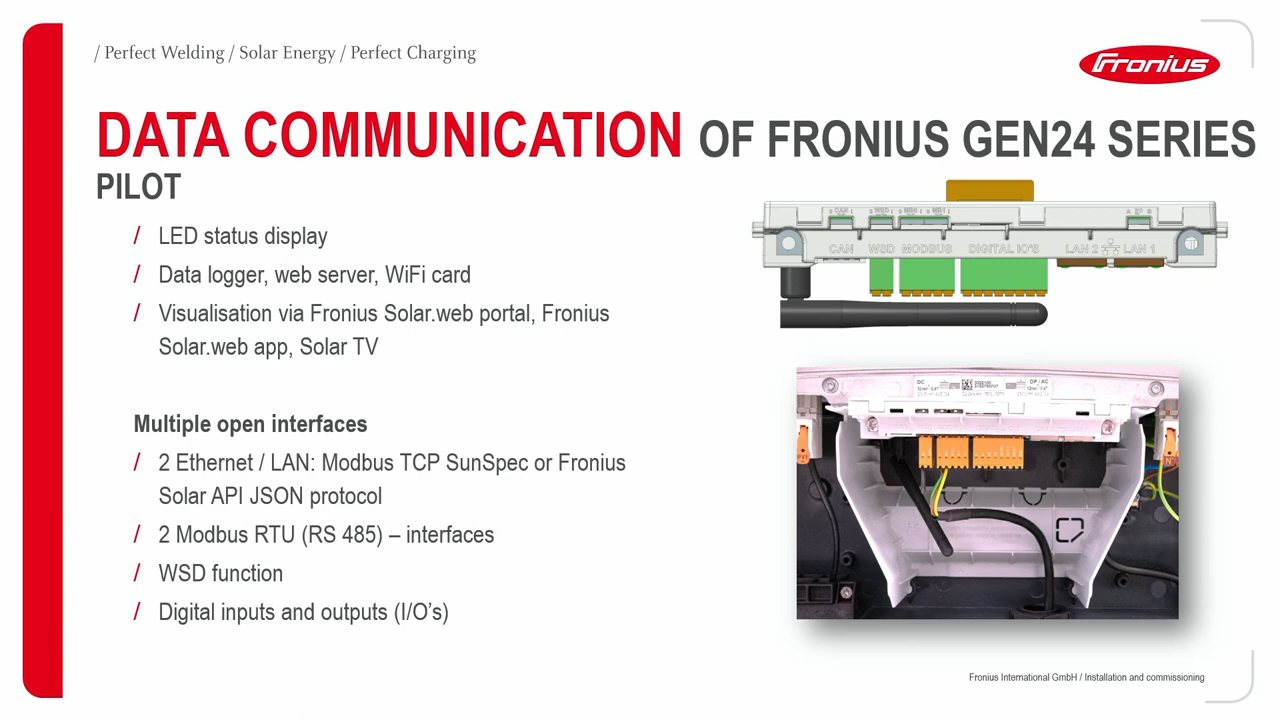 / Perfect Welding / Solar Energy / Perfect Charging
Fronius
DATA COMMUNICATION OF FRONIUS GEN24 SERIES
PILOT
/ LED status display
/ Data logger, web server, WiFi card
/ Visualisation via Fronius Solar.web portal, Fronius
Solar.web app, Solar TV
Multiple open interfaces
/ 2 Ethernet / LAN: Modbus TCP SunSpec or Fronius
Solar API JSON protocol
/ 2 Modbus RTU (RS 485) – interfaces
/ WSD function
/ Digital inputs and outputs (I/O’s)
CAN WSD MODBUS DIGITAL IO'S LAN 2 LAN 1
DC
OP / AC
Fronius International GmbH / Installation and commissioning